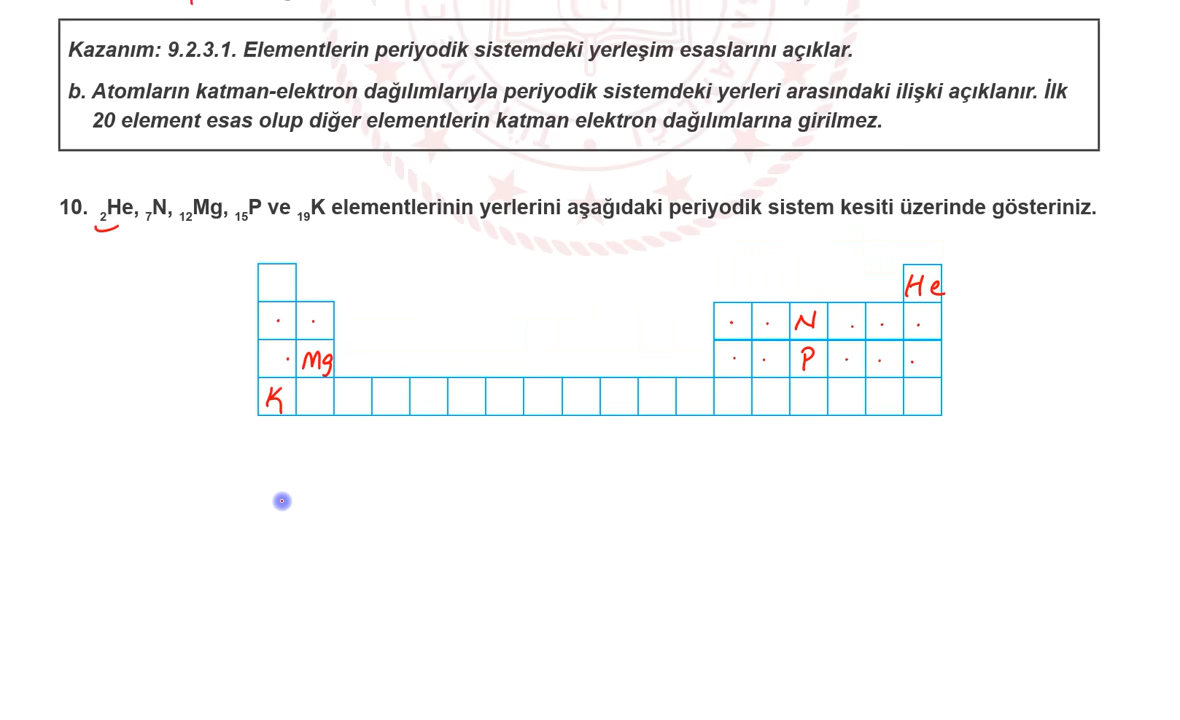 Kazanım: 9.2.3.1. Elementlerin periyodik sistemdeki yerleşim esaslarını açıklar.
b. Atomların katman-elektron dağılımlarıyla periyodik sistemdeki yerleri arasındaki ilişki açıklanır. İlk
20 element esas olup diğer elementlerin katman elektron dağılımlarına girilmez.
10. ₂He, ₇N, ₁₂Mg, ₁₅P ve ₁₉K elementlerinin yerlerini aşağıdaki periyodik sistem kesiti üzerinde gösteriniz.
He
N
Mg P
K